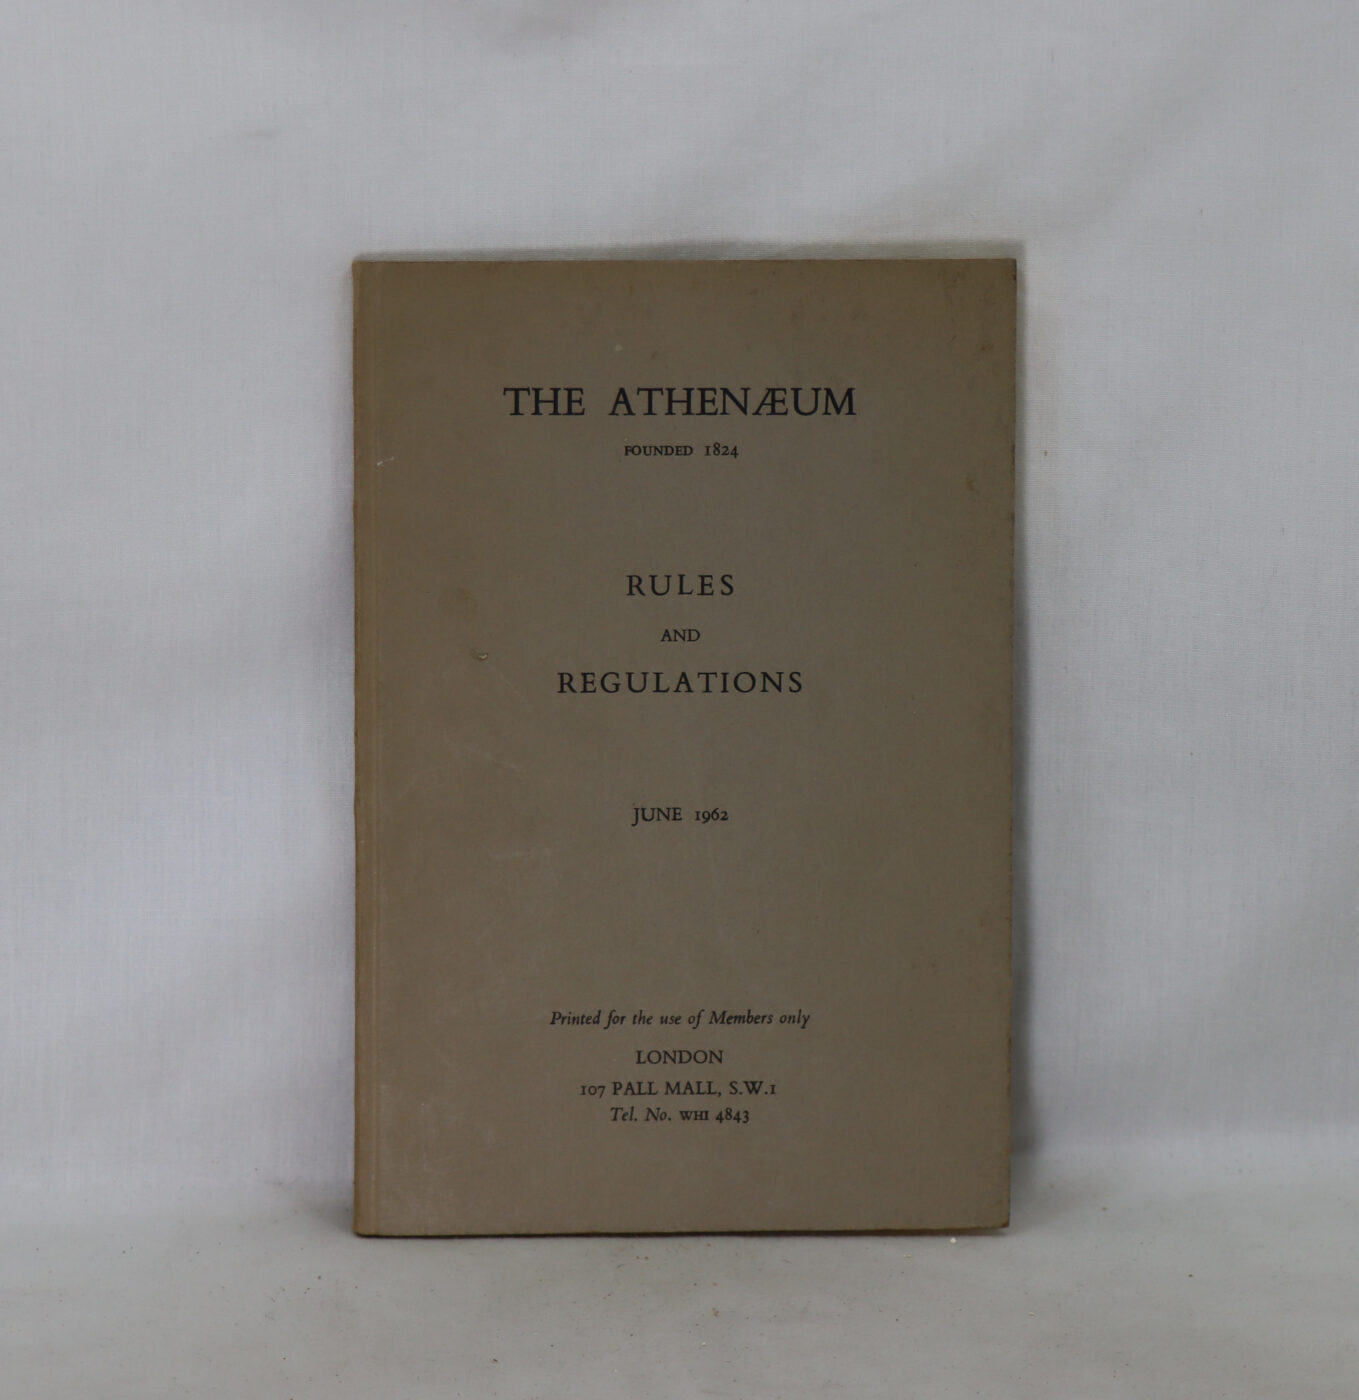 THE ATHENÆUM
FOUNDED 1824
RULES
AND
REGULATIONS
JUNE 1962
Printed for the use of Members only
LONDON
107 PALL MALL, S.W.1
Tel. No. WHI 4843